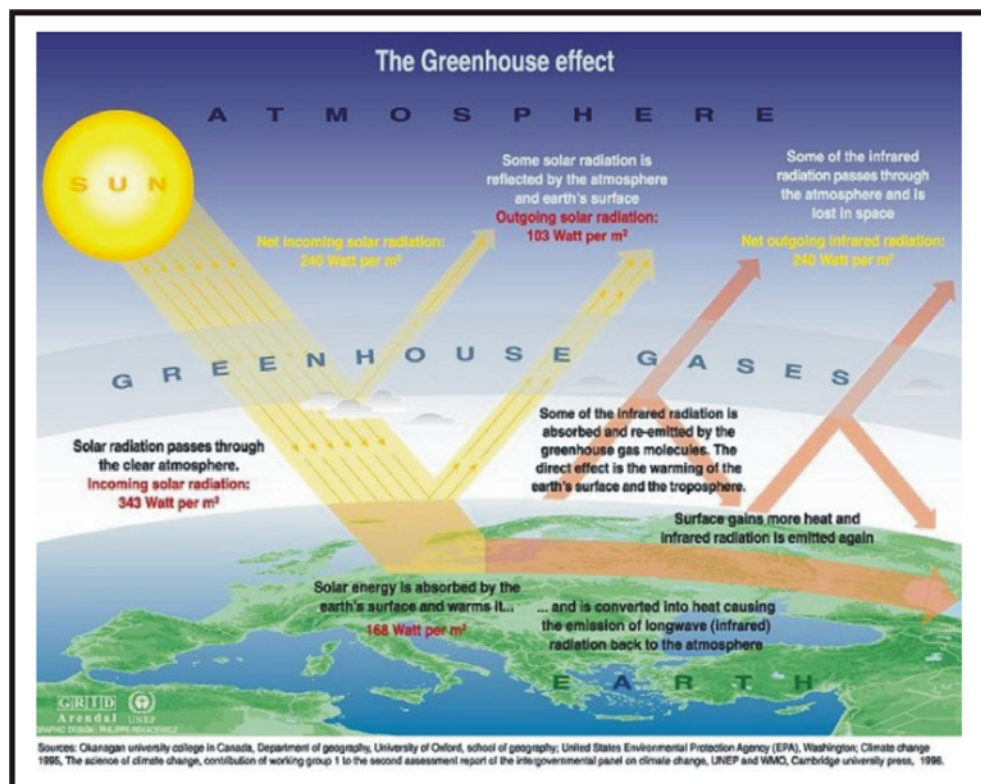 The Greenhouse effect
A T M O S P H E R E
S U N
Some solar radiation is
reflected by the atmosphere
and earth's surface
Outgoing solar radiation:
103 Watt per m²
Some of the infrared
radiation passes through
the atmosphere and is
lost in space
Net outgoing infrared radiation:
240 Watt per m²
Net incoming solar radiation:
240 Watt per m²
G R E E N H O U S E G A S E S
Solar radiation passes through
the clear atmosphere.
Incoming solar radiation:
343 Watt per m²
Some of the infrared radiation is
absorbed and re-emitted by the
greenhouse gas molecules. The
direct effect is the warming of the
earth's surface and the troposphere.
Surface gains more heat and
infrared radiation is emitted again
Solar energy is absorbed by the
earth's surface and warms it...
168 Watt per m²
... and is converted into heat causing
the emission of longwave (infrared)
radiation back to the atmosphere
E A R T H
G R I D
Arendal UNEP
GRAPHIC DESIGN : PHILIPPE REKACEWICZ
Sources: Okanagan university college in Canada, Department of geography, University of Oxford, school of geography; United States Environmental Protection Agency (EPA), Washington; Climate change
1995, The science of climate change, contribution of working group 1 to the second assessment report of the intergovernmental panel on climate change, UNEP and WMO, Cambridge university press, 1996.